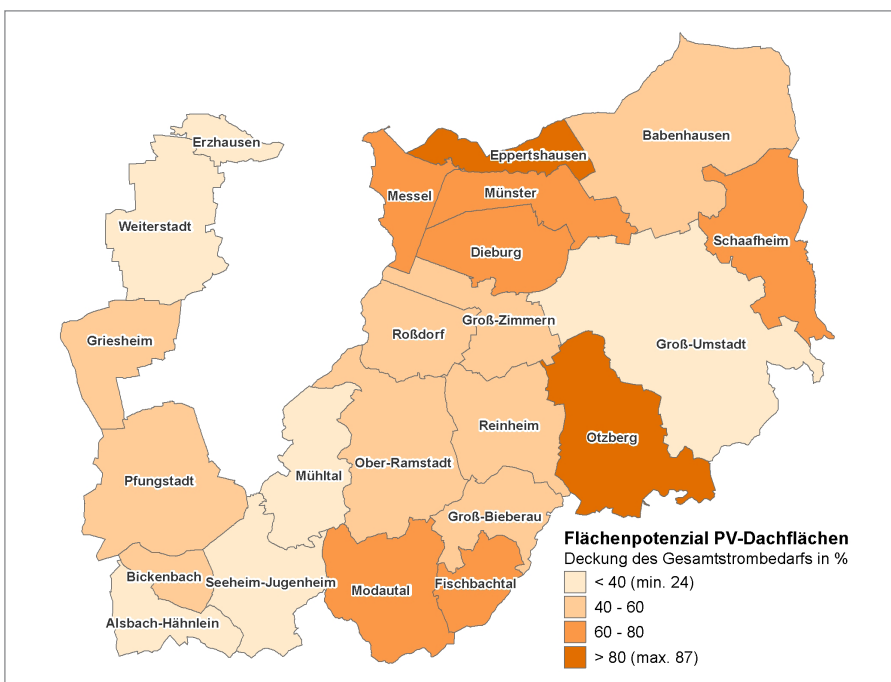 Babenhausen
Erzhausen
Eppertshausen
Messel
Münster
Weiterstadt
Schaafheim
Dieburg
Groß-Zimmern
Roßdorf
Griesheim
Groß-Umstadt
Reinheim
Otzberg
Ober-Ramstadt
Mühltal
Pfungstadt
Groß-Bieberau
Bickenbach
Seeheim-Jugenheim
Modautal
Fischbachtal
Alsbach-Hähnlein
Flächenpotenzial PV-Dachflächen
Deckung des Gesamtstrombedarfs in %
< 40 (min. 24)
40 - 60
60 - 80
> 80 (max. 87)